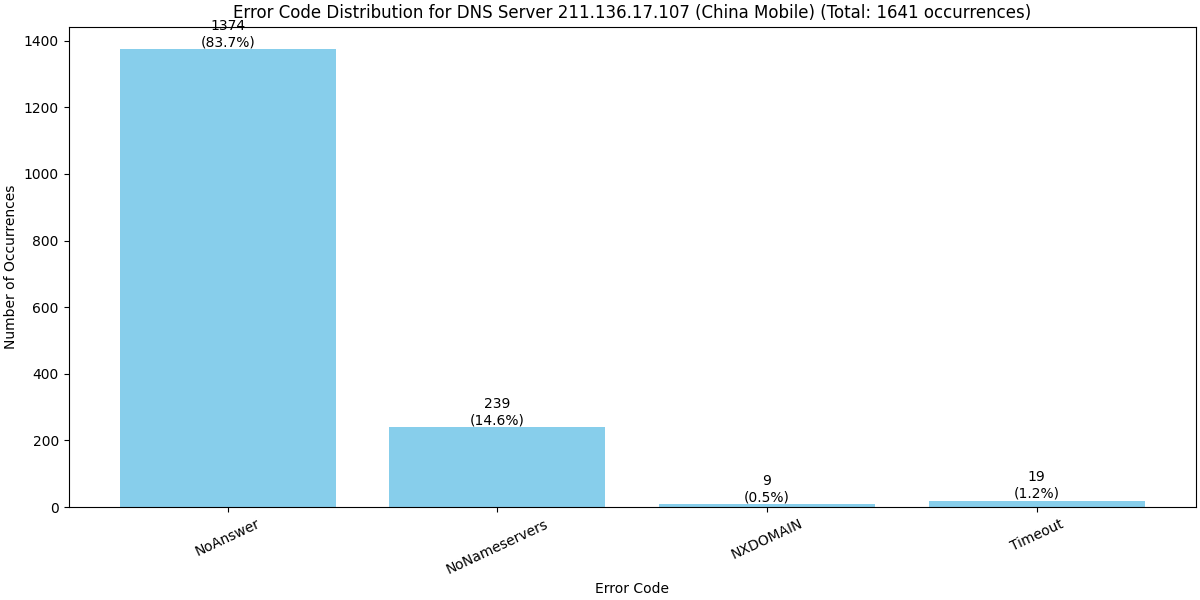 Error Code Distribution for DNS Server 211.136.17.107 (China Mobile) (Total: 1641 occurrences)
1374
(83.7%)
1400
1200
1000
800
600
400
200
0
Number of Occurrences
239
(14.6%)
9
(0.5%)
19
(1.2%)
NoAnswer
NoNameservers
NXDOMAIN
Timeout
Error Code